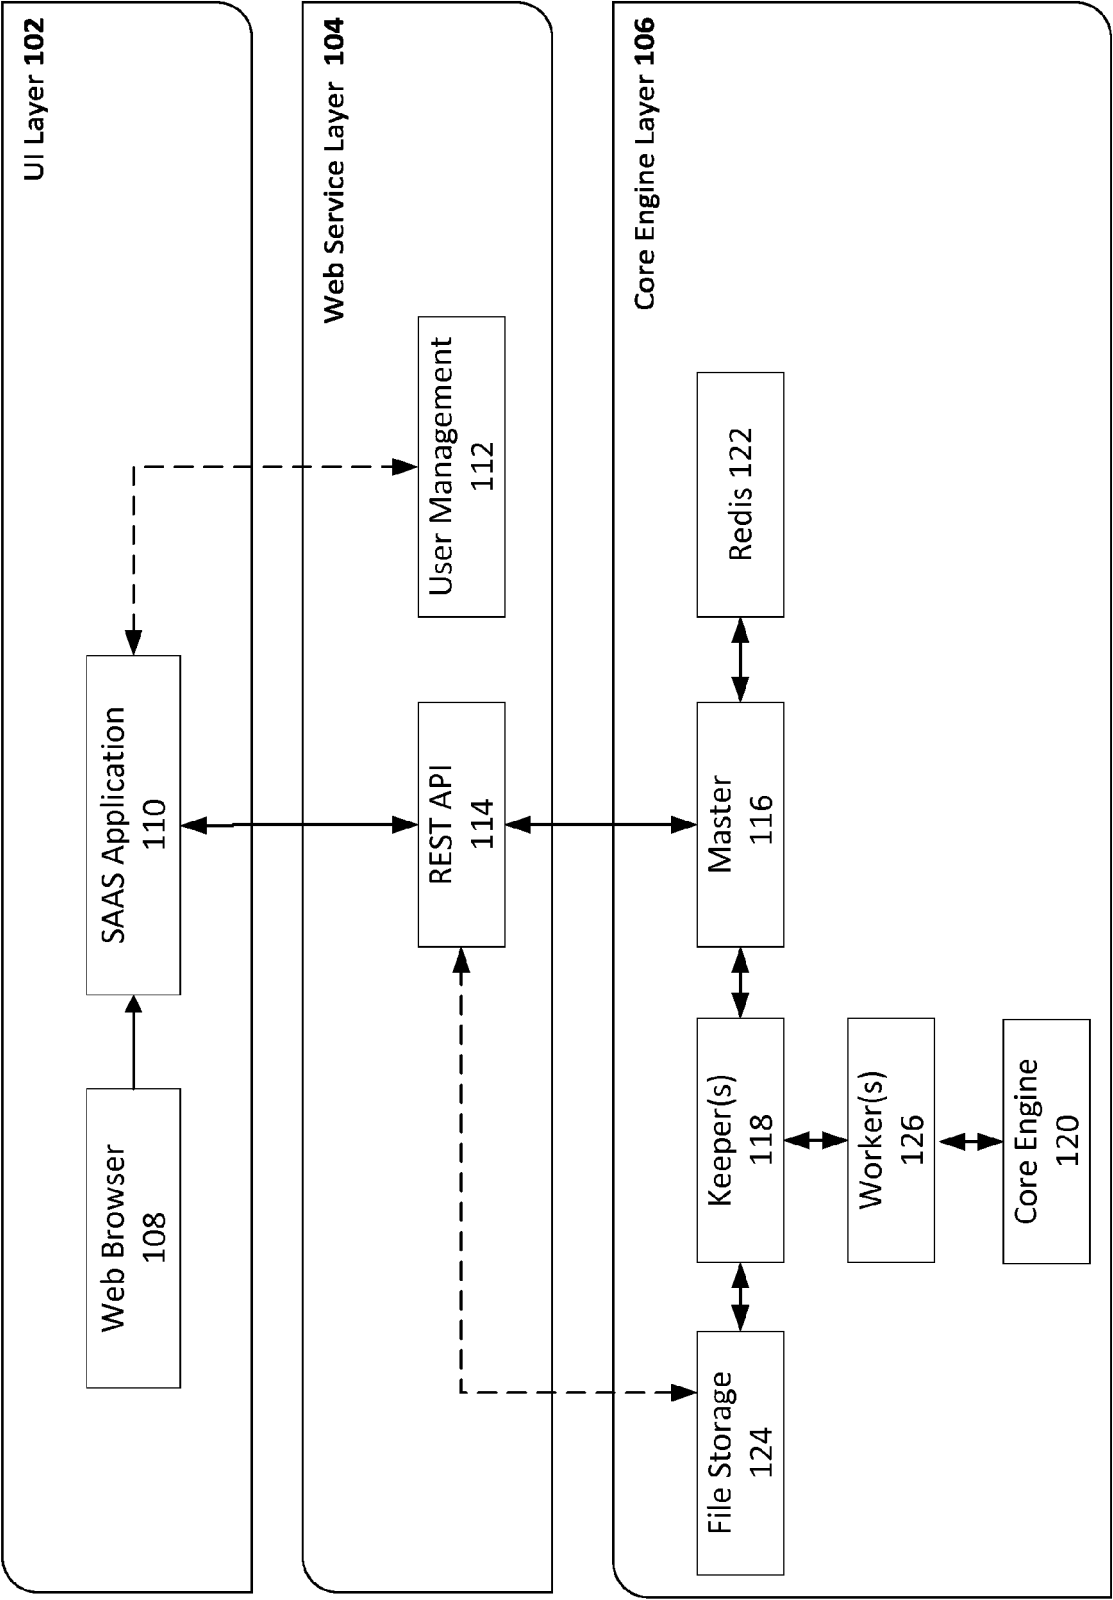 UI Layer 102
Web Browser
108
SAAS Application
110
Web Service Layer 104
REST API
114
User Management
112
Core Engine Layer 106
File Storage
124
Keeper(s)
118
Master
116
Redis 122
Worker(s)
126
Core Engine
120